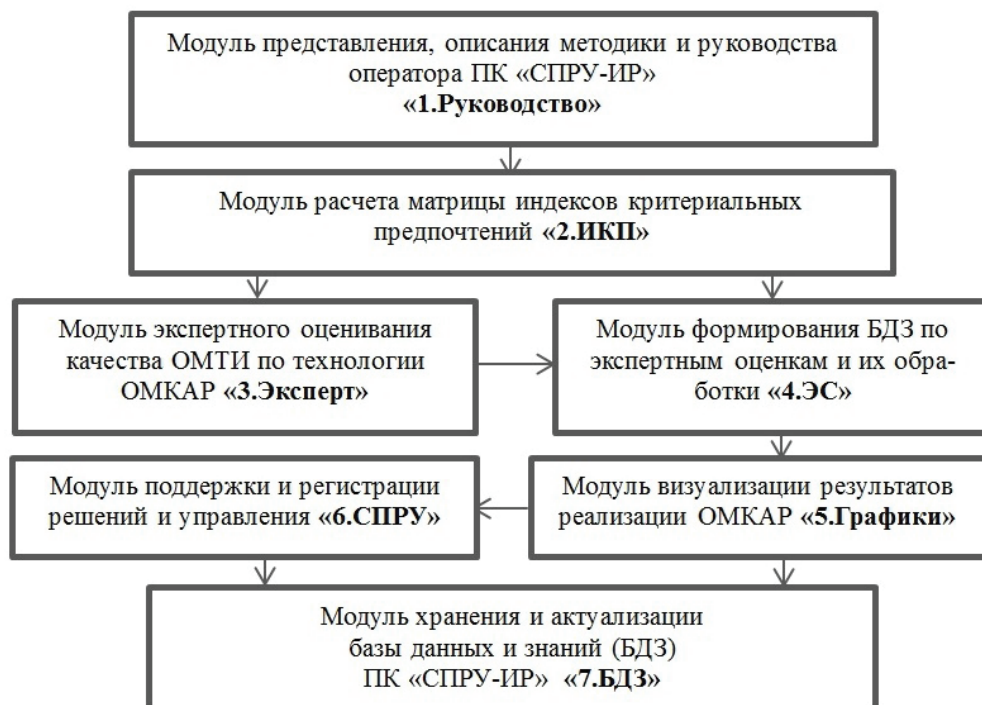 Модуль представления, описания методики и руководства
оператора ПК «СПРУ-ИР»
«1.Руководство»
Модуль расчета матрицы индексов критериальных
предпочтений «2.ИКП»
Модуль экспертного оценивания
качества ОМТИ по технологии
ОМКАР «3.Эксперт»
Модуль формирования БДЗ по
экспертным оценкам и их обра-
ботки «4.ЭС»
Модуль поддержки и регистрации
решений и управления «6.СПРУ»
Модуль визуализации результатов
реализации ОМКАР «5.Графики»
Модуль хранения и актуализации
базы данных и знаний (БДЗ)
ПК «СПРУ-ИР» «7.БДЗ»